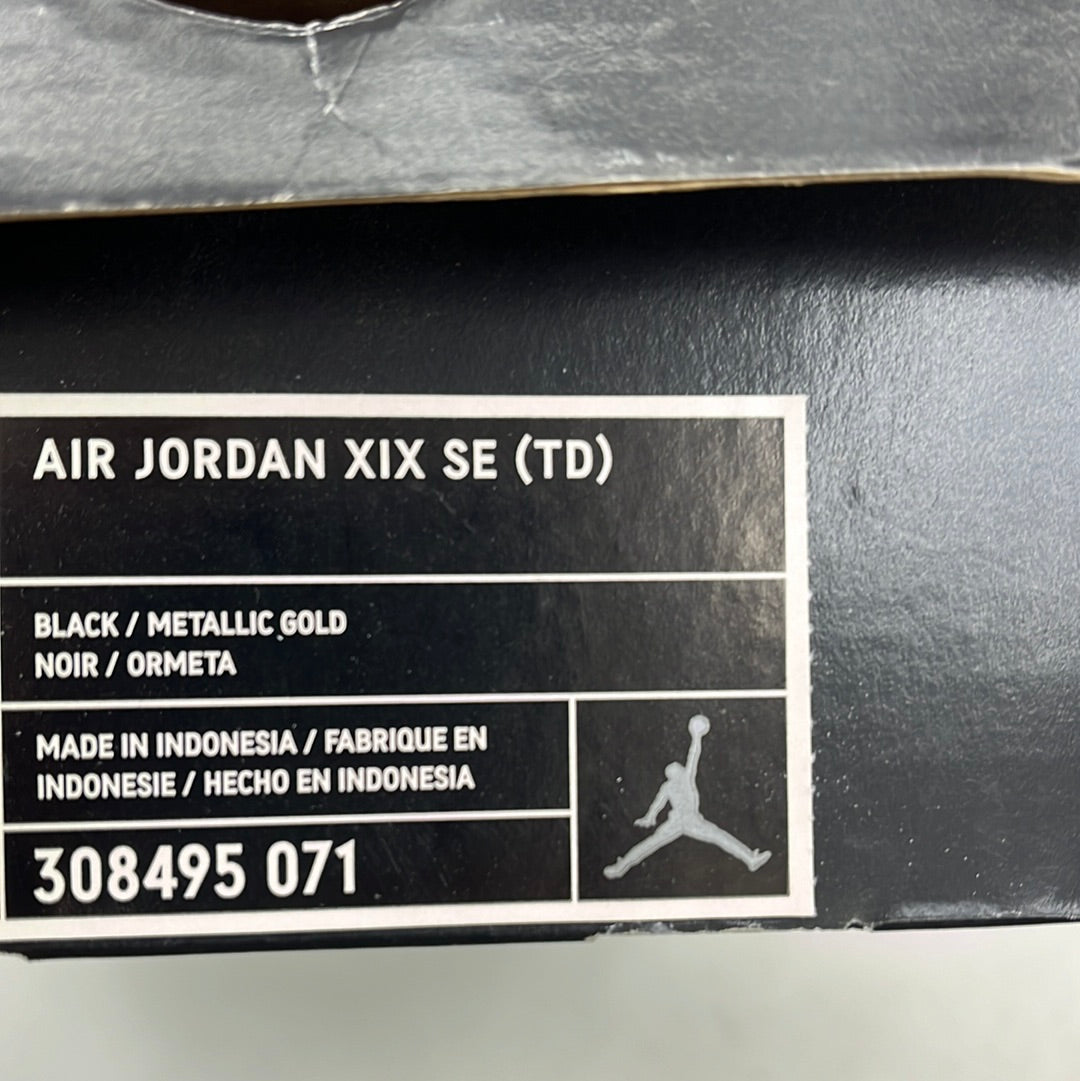 AIR JORDAN XIX SE (TD)
BLACK / METALLIC GOLD
NOIR / ORMETA
MADE IN INDONESIA / FABRIQUE EN
INDONESIE / HECHO EN INDONESIA
308495 071